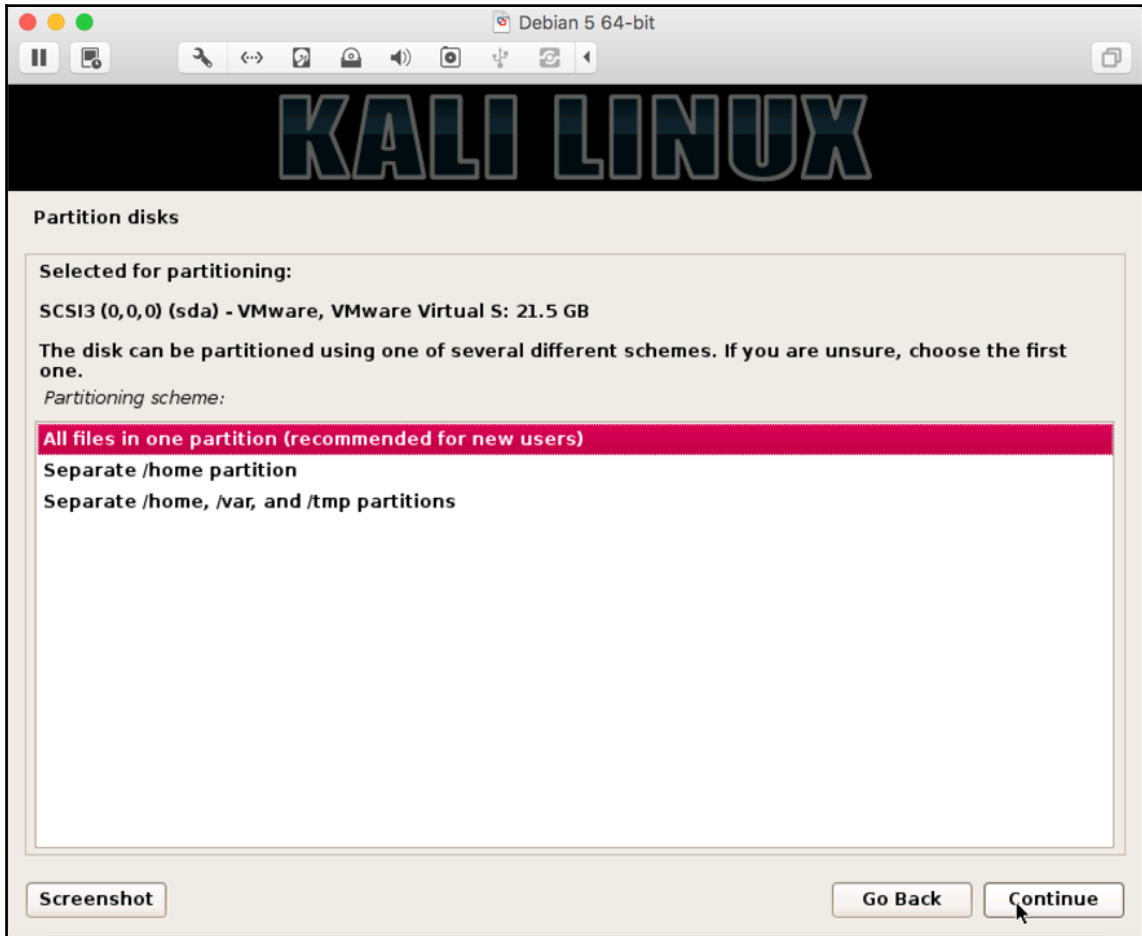 Debian 5 64-bit
KALI LINUX
Partition disks
Selected for partitioning:
SCSI3 (0,0,0) (sda) - VMware, VMware Virtual S: 21.5 GB
The disk can be partitioned using one of several different schemes. If you are unsure, choose the first
one.
Partitioning scheme:
All files in one partition (recommended for new users)
Separate /home partition
Separate /home, /var, and /tmp partitions
Screenshot
Go Back
Continue